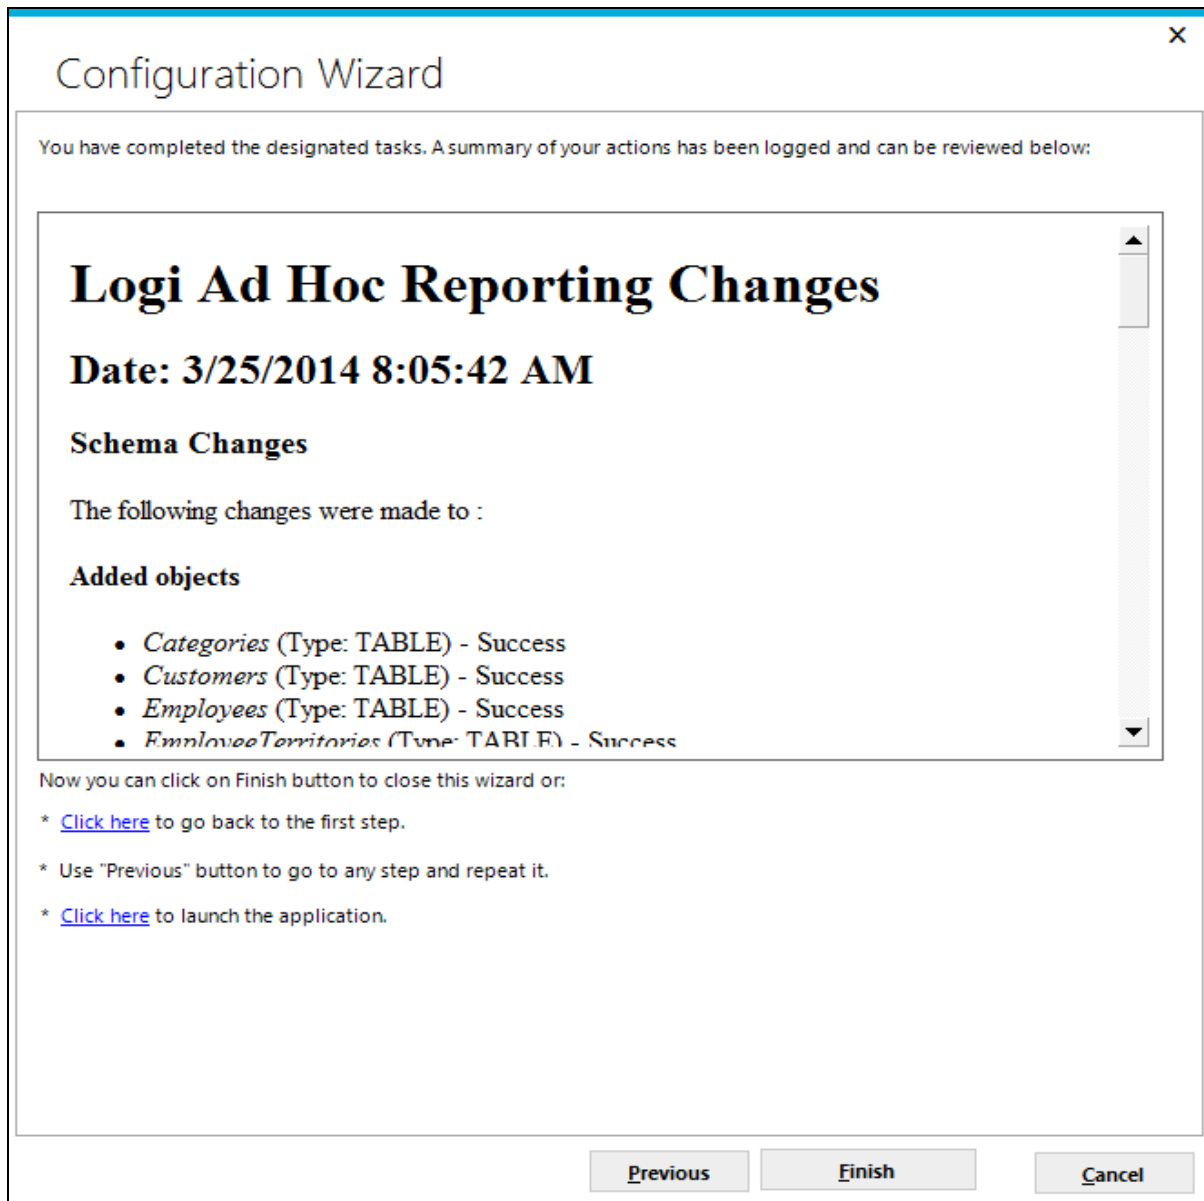 Configuration Wizard
You have completed the designated tasks. A summary of your actions has been logged and can be reviewed below:
Logi Ad Hoc Reporting Changes
Date: 3/25/2014 8:05:42 AM
Schema Changes
The following changes were made to :
Added objects
• Categories (Type: TABLE) - Success
• Customers (Type: TABLE) - Success
• Employees (Type: TABLE) - Success
• EmployeeTerritories (Type: TABLE) - Success
Now you can click on Finish button to close this wizard or:
* Click here to go back to the first step.
* Use "Previous" button to go to any step and repeat it.
* Click here to launch the application.
Previous Finish Cancel